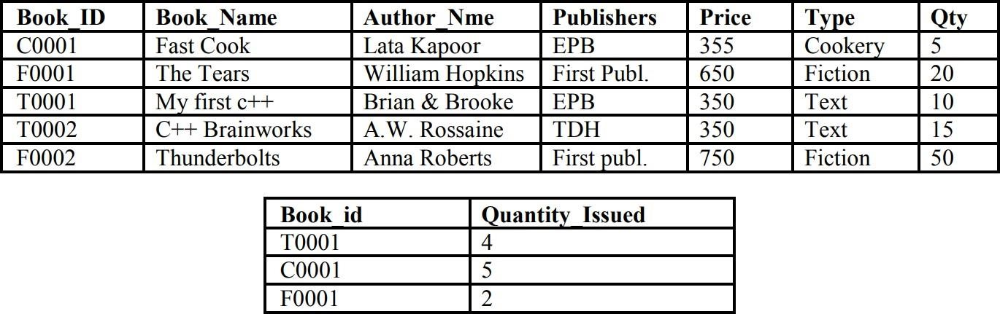 Book_ID Book_Name Author_Nme Publishers Price Type Qty
C0001 Fast Cook Lata Kapoor EPB 355 Cookery 5
F0001 The Tears William Hopkins First Publ. 650 Fiction 20
T0001 My first c++ Brian & Brooke EPB 350 Text 10
T0002 C++ Brainworks A.W. Rossaine TDH 350 Text 15
F0002 Thunderbolts Anna Roberts First publ. 750 Fiction 50
Book_id Quantity_Issued
T0001 4
C0001 5
F0001 2